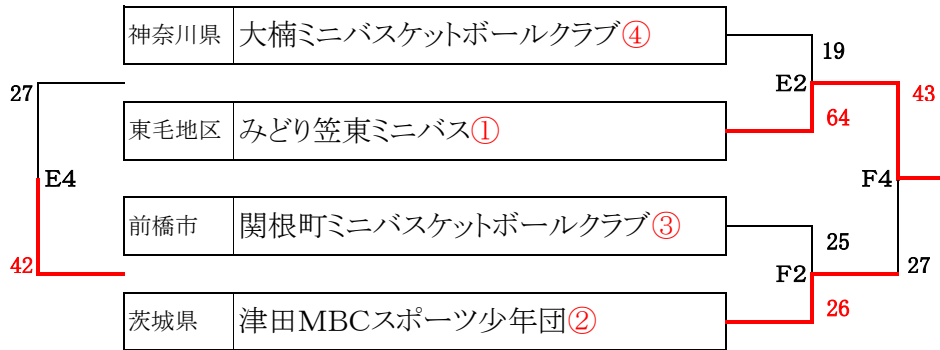 神奈川県 大楠ミニバスケットボールクラブ④
19
27 E2 43
東毛地区 みどり笠東ミニバス① 64
E4 F4
前橋市 関根町ミニバスケットボールクラブ③
25
42 F2 27
茨城県 津田MBCスポーツ少年団② 26